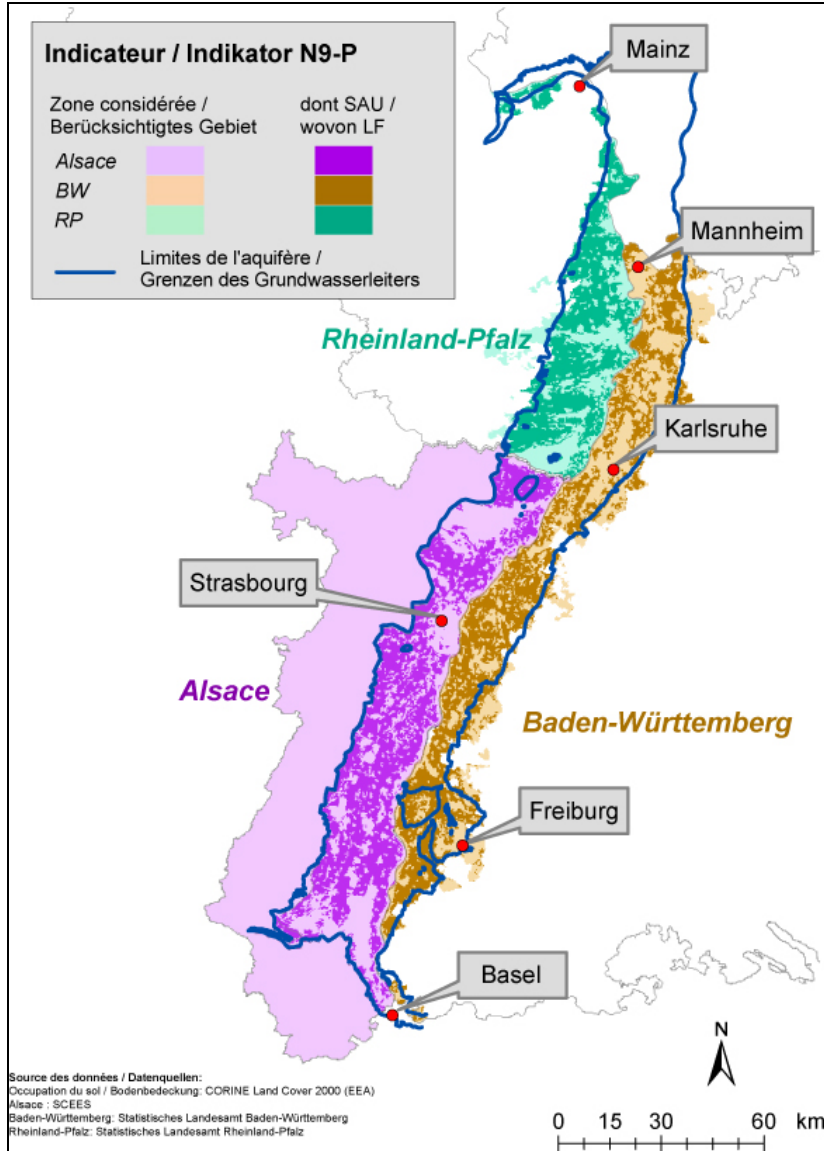 Indicateur / Indikator N9-P
Zone considérée /
Berücksichtigtes Gebiet
dont SAU /
wovon LF
Alsace
BW
RP
Limites de l'aquifère /
Grenzen des Grundwasserleiters
Mainz
Mannheim
Rheinland-Pfalz
Karlsruhe
Strasbourg
Alsace
Baden-Württemberg
Freiburg
Basel
N
Source des données / Datenquellen:
Occupation du sol / Bodenbedeckung: CORINE Land Cover 2000 (EEA)
Alsace : SCEES
Baden-Württemberg: Statistisches Landesamt Baden-Württemberg
Rheinland-Pfalz: Statistisches Landesamt Rheinland-Pfalz
0 15 30 60 km